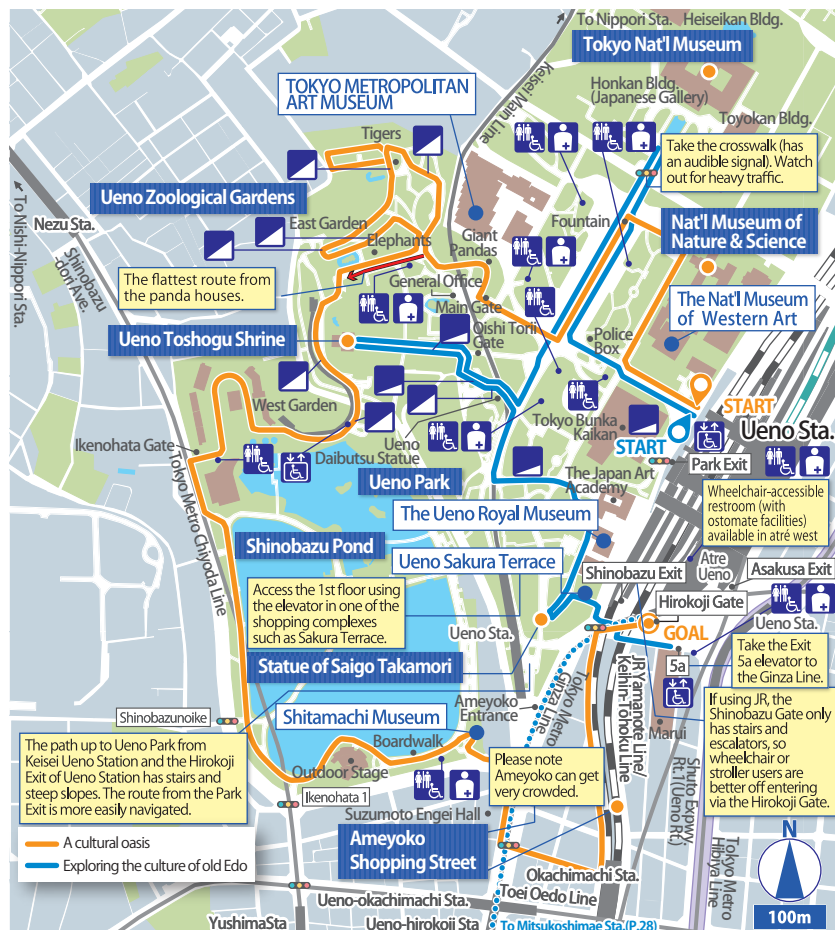 To Nippori Sta.
Heiseikan Bldg.
Tokyo Nat'l Museum
Keisei Main Line
Honkan Bldg.
(Japanese Gallery)
Toyokan Bldg.
TOKYO METROPOLITAN
ART MUSEUM
Tigers
Take the crosswalk (has
an audible signal). Watch
out for heavy traffic.
Ueno Zoological Gardens
To Nishi-Nippori Sta.
Nezu Sta.
Shinobazu
-dori Ave.
East Garden
Elephants
Giant
Pandas
Fountain
Nat'l Museum of
Nature & Science
The flattest route from
the panda houses.
General Office
Main Gate
The Nat'l Museum
of Western Art
Ueno Toshogu Shrine
Oishi Torii
Gate
Police
Box
West Garden
START
START
Ueno Sta.
Tokyo Bunka
Kaikan
Ikenohata Gate
Ueno
Daibutsu Statue
Park Exit
Ueno Park
The Japan Art
Academy
Wheelchair-accessible
restroom (with
ostomate facilities)
available in atré west
Tokyo Metro Chiyoda Line
The Ueno Royal Museum
Shinobazu Pond
Ueno Sakura Terrace
Shinobazu Exit
Atre
Ueno
Asakusa Exit
Access the 1st floor using
the elevator in one of the
shopping complexes
such as Sakura Terrace.
Hirokoji Gate
Ueno Sta.
GOAL
Ueno Sta.
Statue of Saigo Takamori
5a
Take the Exit
5a elevator to
the Ginza Line.
Tokyo Metro
Ginza Line
JR Yamanote Line/
Keihin-Tohoku Line
Ameyoko
Entrance
Shinobazunoike
Shitamachi Museum
Marui
If using JR, the
Shinobazu Gate only
has stairs and
escalators, so
wheelchair or
stroller users are
better off entering
via the Hirokoji Gate.
The path up to Ueno Park from
Keisei Ueno Station and the Hirokoji
Exit of Ueno Station has stairs and
steep slopes. The route from the Park
Exit is more easily navigated.
Boardwalk
Outdoor Stage
Please note
Ameyoko can get
very crowded.
Shuto Expwy.
Rt.1(Ueno Rt.)
Ikenohata 1
Suzumoto Engei Hall
Ameyoko
Shopping Street
Tokyo Metro
Hibiya Line
N
A cultural oasis
Exploring the culture of old Edo
Okachimachi Sta.
Toei Oedo Line
Ueno-okachimachi Sta.
100m
YushimaSta
Ueno-hirokoji Sta
To Mitsukoshimae Sta.(P.28)